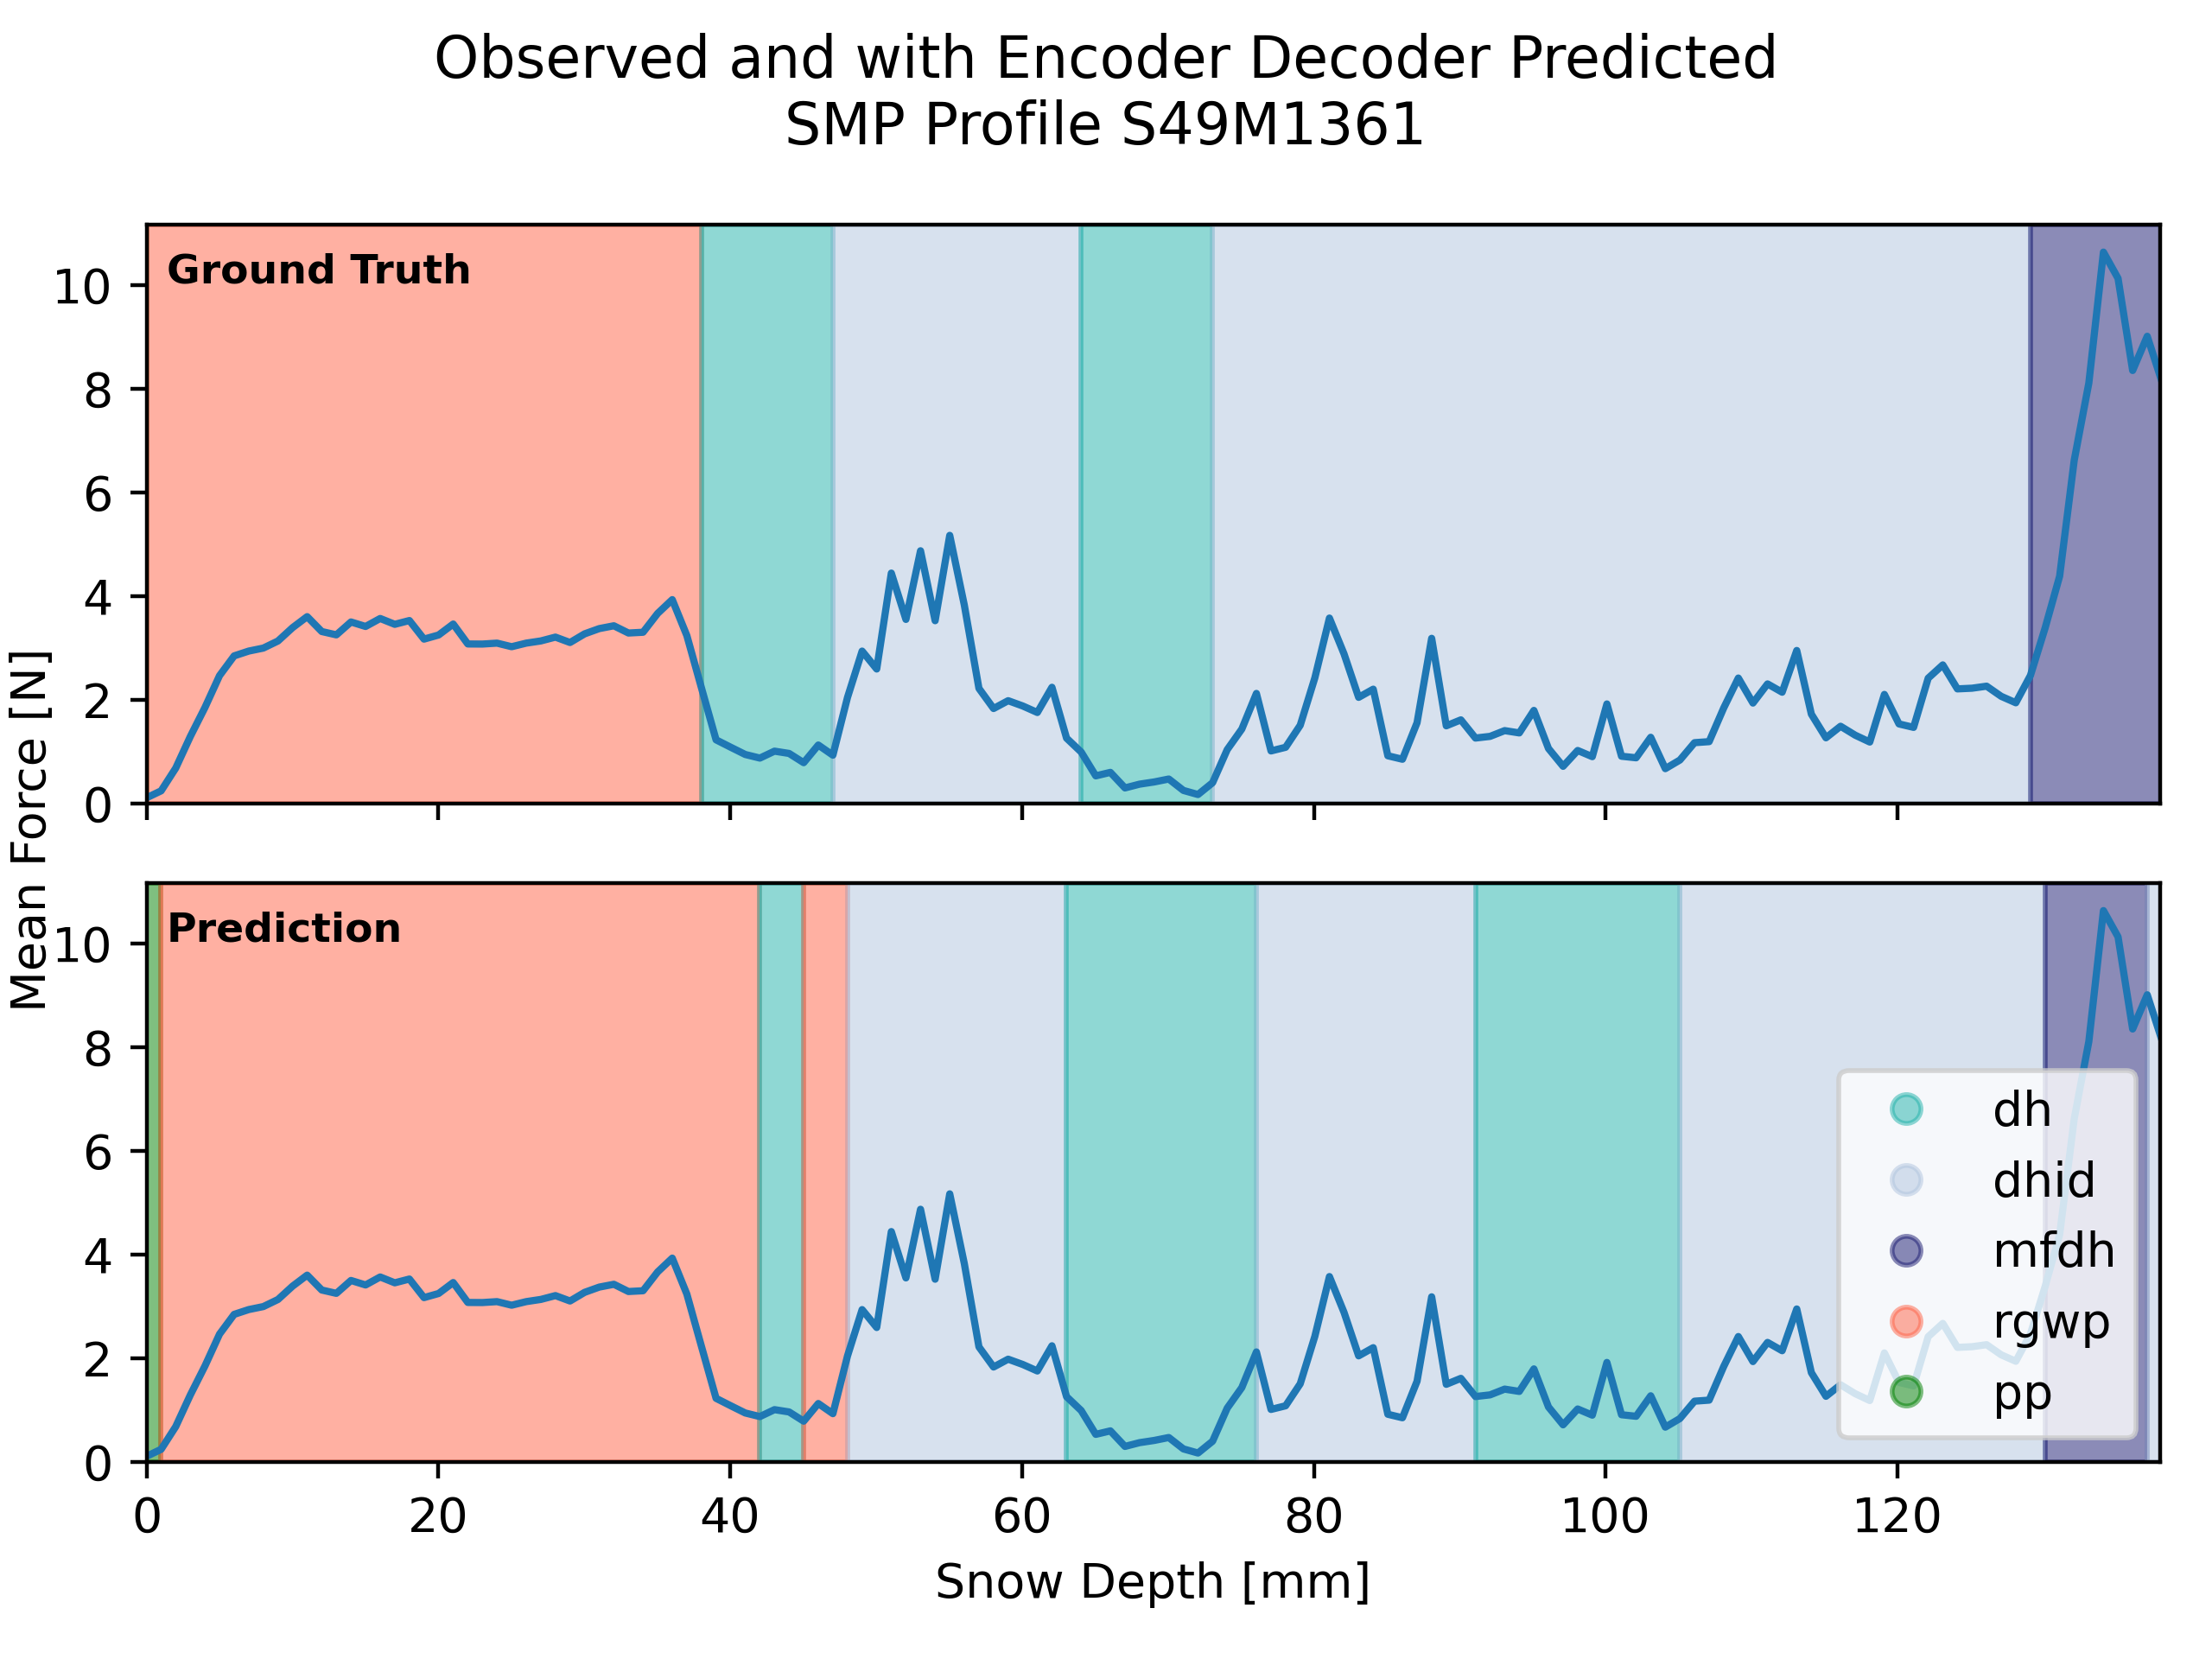 Observed and with Encoder Decoder Predicted
SMP Profile S49M1361
Ground Truth
10
8
6
4
2
0
Mean Force [N]
Prediction
10
8
6
4
2
0
dh
dhid
mfdh
rgwp
pp
0 20 40 60 80 100 120
Snow Depth [mm]